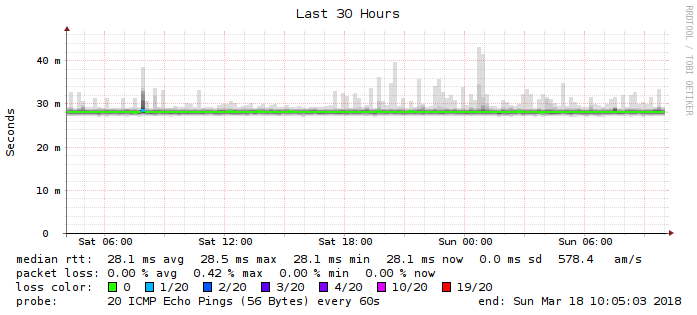 Last 30 Hours
RRDTOOL / TOBI OETIKER
Seconds
40 m
30 m
20 m
10 m
0
Sat 06:00 Sat 12:00 Sat 18:00 Sun 00:00 Sun 06:00
median rtt: 28.1 ms avg 28.5 ms max 28.1 ms min 28.1 ms now 0.0 ms sd 578.4 am/s
packet loss: 0.00 % avg 0.42 % max 0.00 % min 0.00 % now
loss color: 0 1/20 2/20 3/20 4/20 10/20 19/20
probe: 20 ICMP Echo Pings (56 Bytes) every 60s end: Sun Mar 18 10:05:03 2018